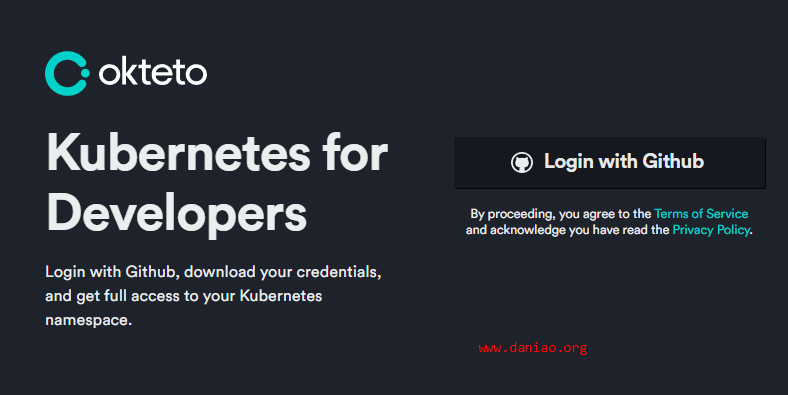 okteto
Kubernetes for
Developers
Login with Github, download your credentials,
and get full access to your Kubernetes
namespace.
Login with Github
By proceeding, you agree to the Terms of Service
and acknowledge you have read the Privacy Policy.
www.daniao.org